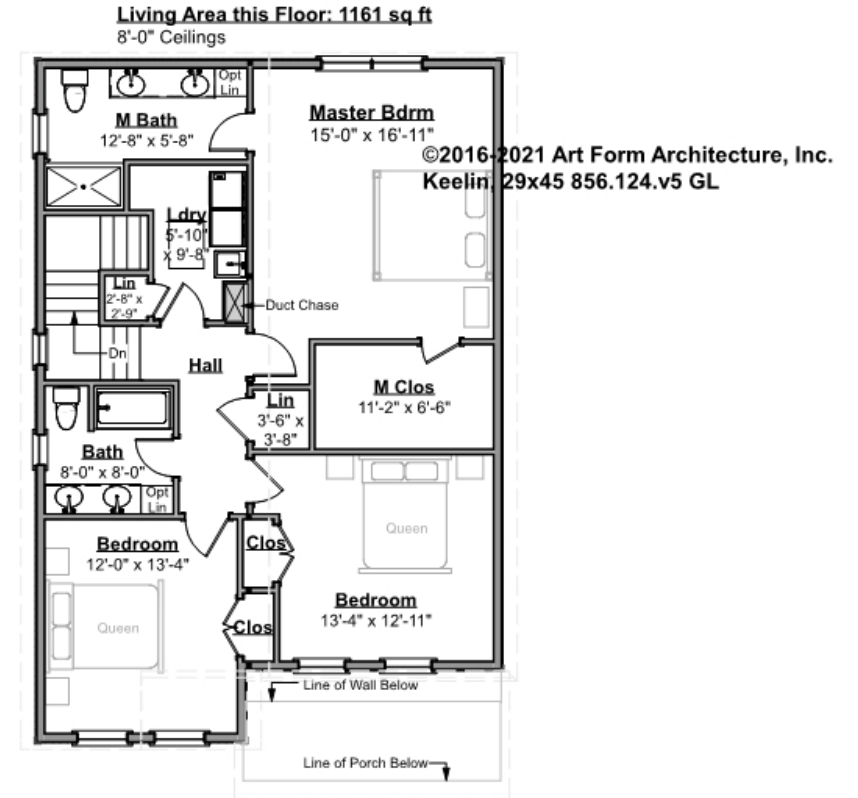 Living Area this Floor: 1161 sq ft
8'-0" Ceilings
Opt
Lin
M Bath
12'-8" x 5'-8"
Master Bdrm
15'-0" x 16'-11"
©2016-2021 Art Form Architecture, Inc.
Keelin, 29x45 856.124.v5 GL
Ldry
5'-10"
x 9'-8"
Lin
2'-8" x
2'-9"
Duct Chase
Dn
Hall
M Clos
11'-2" x 6'-6"
Lin
3'-6" x
3'-8"
Bath
8'-0" x 8'-0"
Opt
Lin
Queen
Bedroom
12'-0" x 13'-4"
Clos
Bedroom
13'-4" x 12'-11"
Queen
Clos
Line of Wall Below
Line of Porch Below